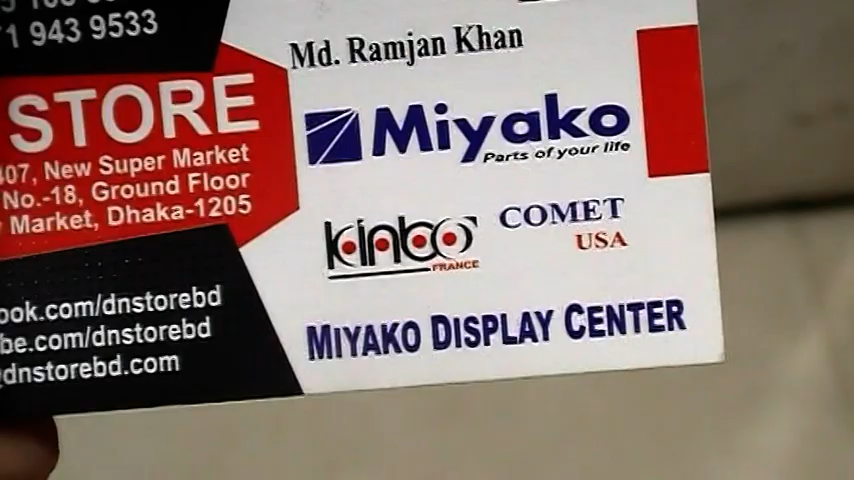 1 943 9533
STORE
407, New Super Market
No.-18, Ground Floor
Market, Dhaka-1205
ook.com/dnstorebd
be.com/dnstorebd
@dnstorebd.com
Md. Ramjan Khan
Miyako
Parts of your life
kinbo
FRANCE
COMET
USA
MIYAKO DISPLAY CENTER